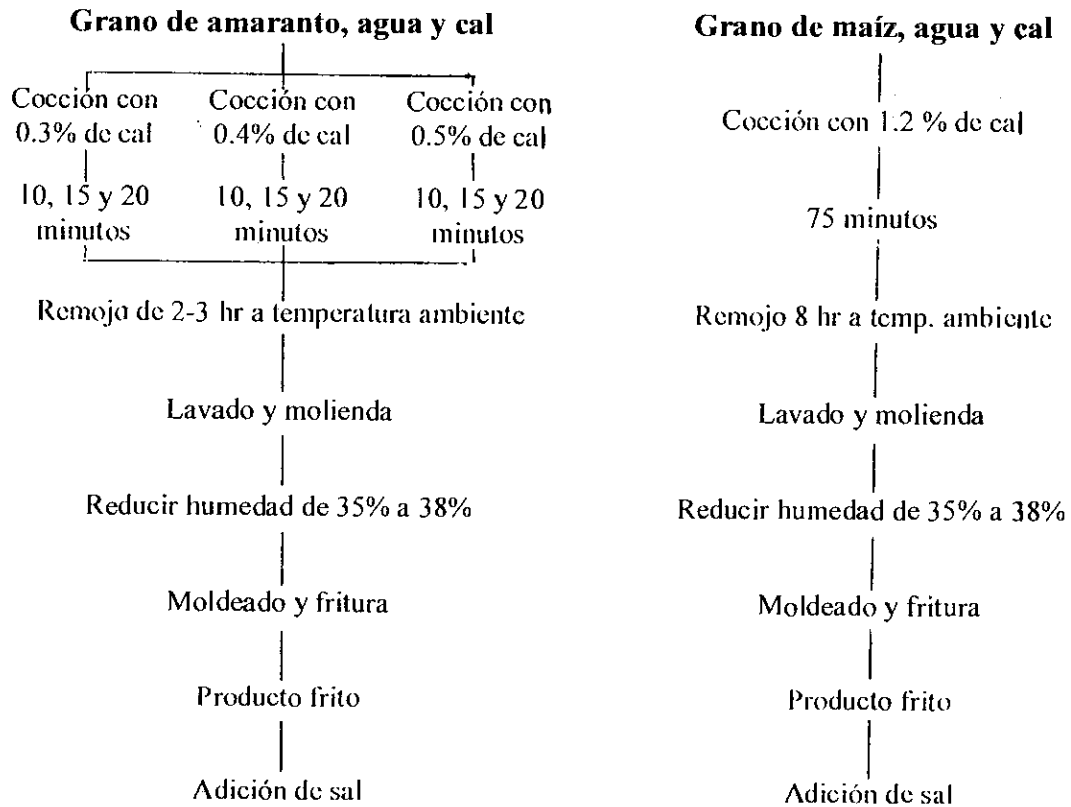 Grano de amaranto, agua y cal
Cocción con
0.3% de cal
10, 15 y 20
minutos
Cocción con
0.4% de cal
10, 15 y 20
minutos
Cocción con
0.5% de cal
10, 15 y 20
minutos
Remojo de 2-3 hr a temperatura ambiente
Lavado y molienda
Reducir humedad de 35% a 38%
Moldeado y fritura
Producto frito
Adición de sal
Grano de maíz, agua y cal
Cocción con 1.2 % de cal
75 minutos
Remojo 8 hr a temp. ambiente
Lavado y molienda
Reducir humedad de 35% a 38%
Moldeado y fritura
Producto frito
Adición de sal